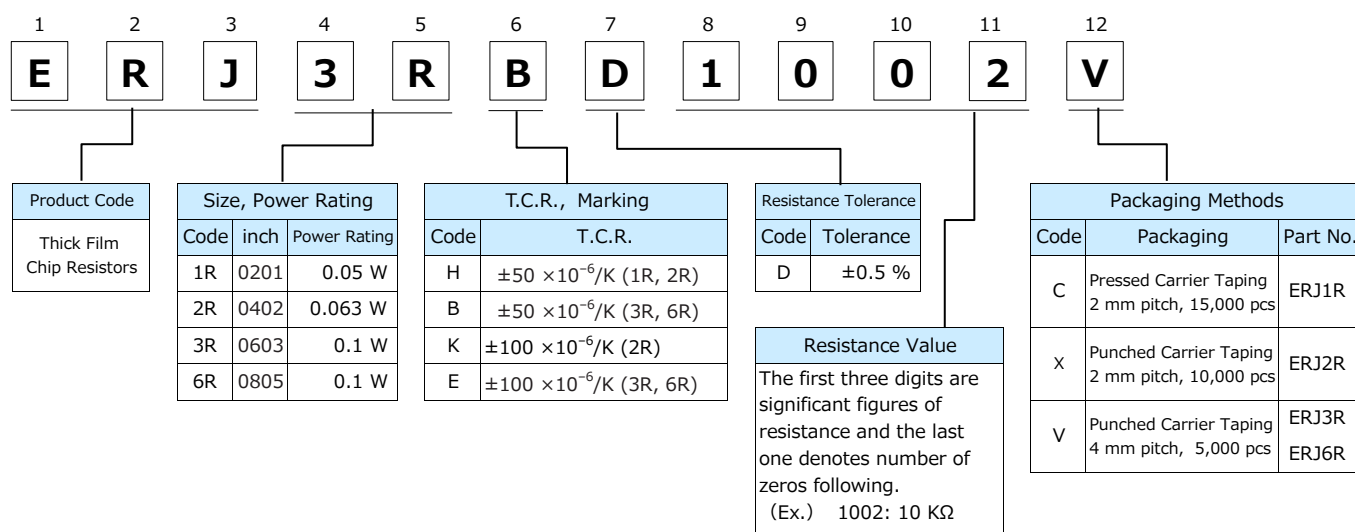 1 2 3 4 5 6 7 8 9 10 11 12
E R J 3 R B D 1 0 0 2 V
Product Code
Thick Film
Chip Resistors
Size, Power Rating
Code inch Power Rating
1R 0201 0.05 W
2R 0402 0.063 W
3R 0603 0.1 W
6R 0805 0.1 W
T.C.R., Marking
Code T.C.R.
H ±50 ×10⁻⁶/K (1R, 2R)
B ±50 ×10⁻⁶/K (3R, 6R)
K ±100 ×10⁻⁶/K (2R)
E ±100 ×10⁻⁶/K (3R, 6R)
Resistance Tolerance
Code Tolerance
D ±0.5 %
Resistance Value
The first three digits are
significant figures of
resistance and the last
one denotes number of
zeros following.
(Ex.) 1002: 10 KΩ
Packaging Methods
Code Packaging Part No.
C Pressed Carrier Taping
2 mm pitch, 15,000 pcs ERJ1R
X Punched Carrier Taping
2 mm pitch, 10,000 pcs ERJ2R
V Punched Carrier Taping
4 mm pitch, 5,000 pcs ERJ3R
ERJ6R